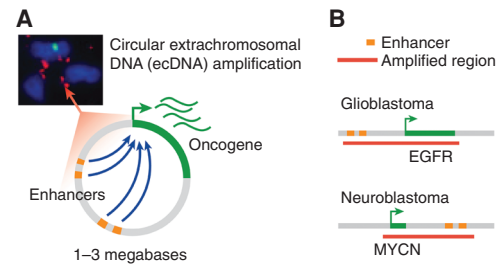 A
Circular extrachromosomal
DNA (ecDNA) amplification
Oncogene
Enhancers
1–3 megabases
B
Enhancer
Amplified region
Glioblastoma
EGFR
Neuroblastoma
MYCN